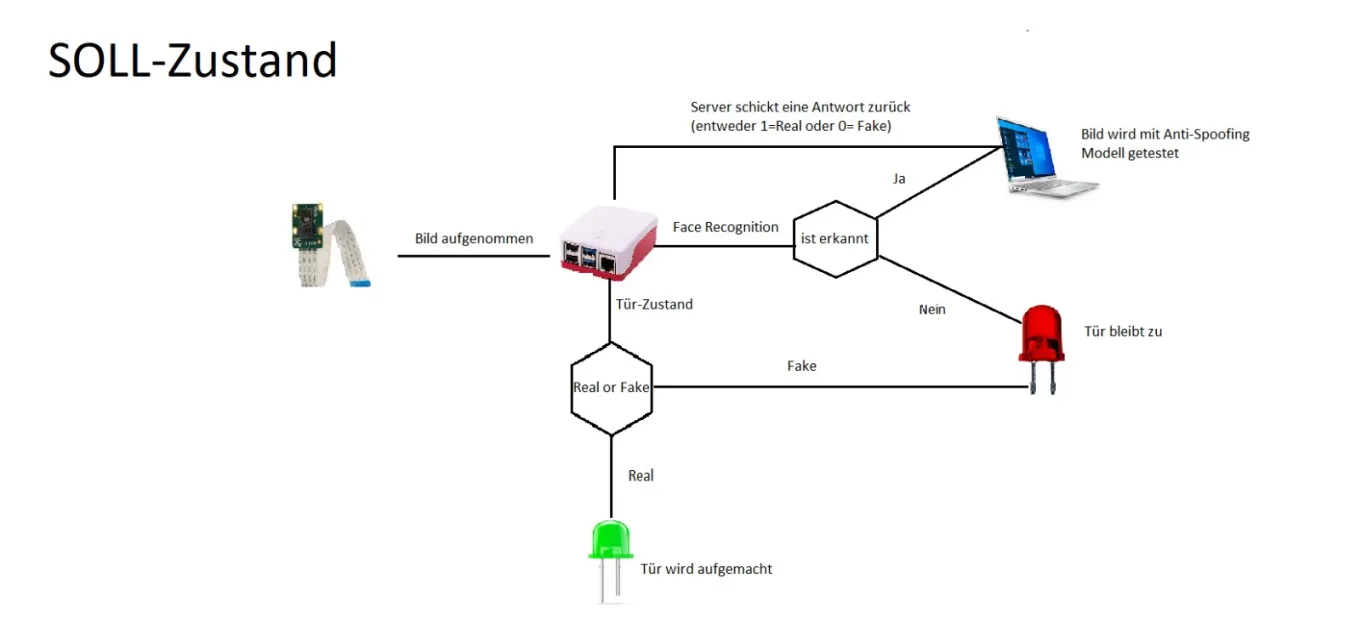 SOLL-Zustand
Server schickt eine Antwort zurück
(entweder 1=Real oder 0= Fake)
Bild wird mit Anti-Spoofing
Modell getestet
Ja
Bild aufgenommen
Face Recognition
ist erkannt
Tür-Zustand
Nein
Tür bleibt zu
Fake
Real or Fake
Real
Tür wird aufgemacht